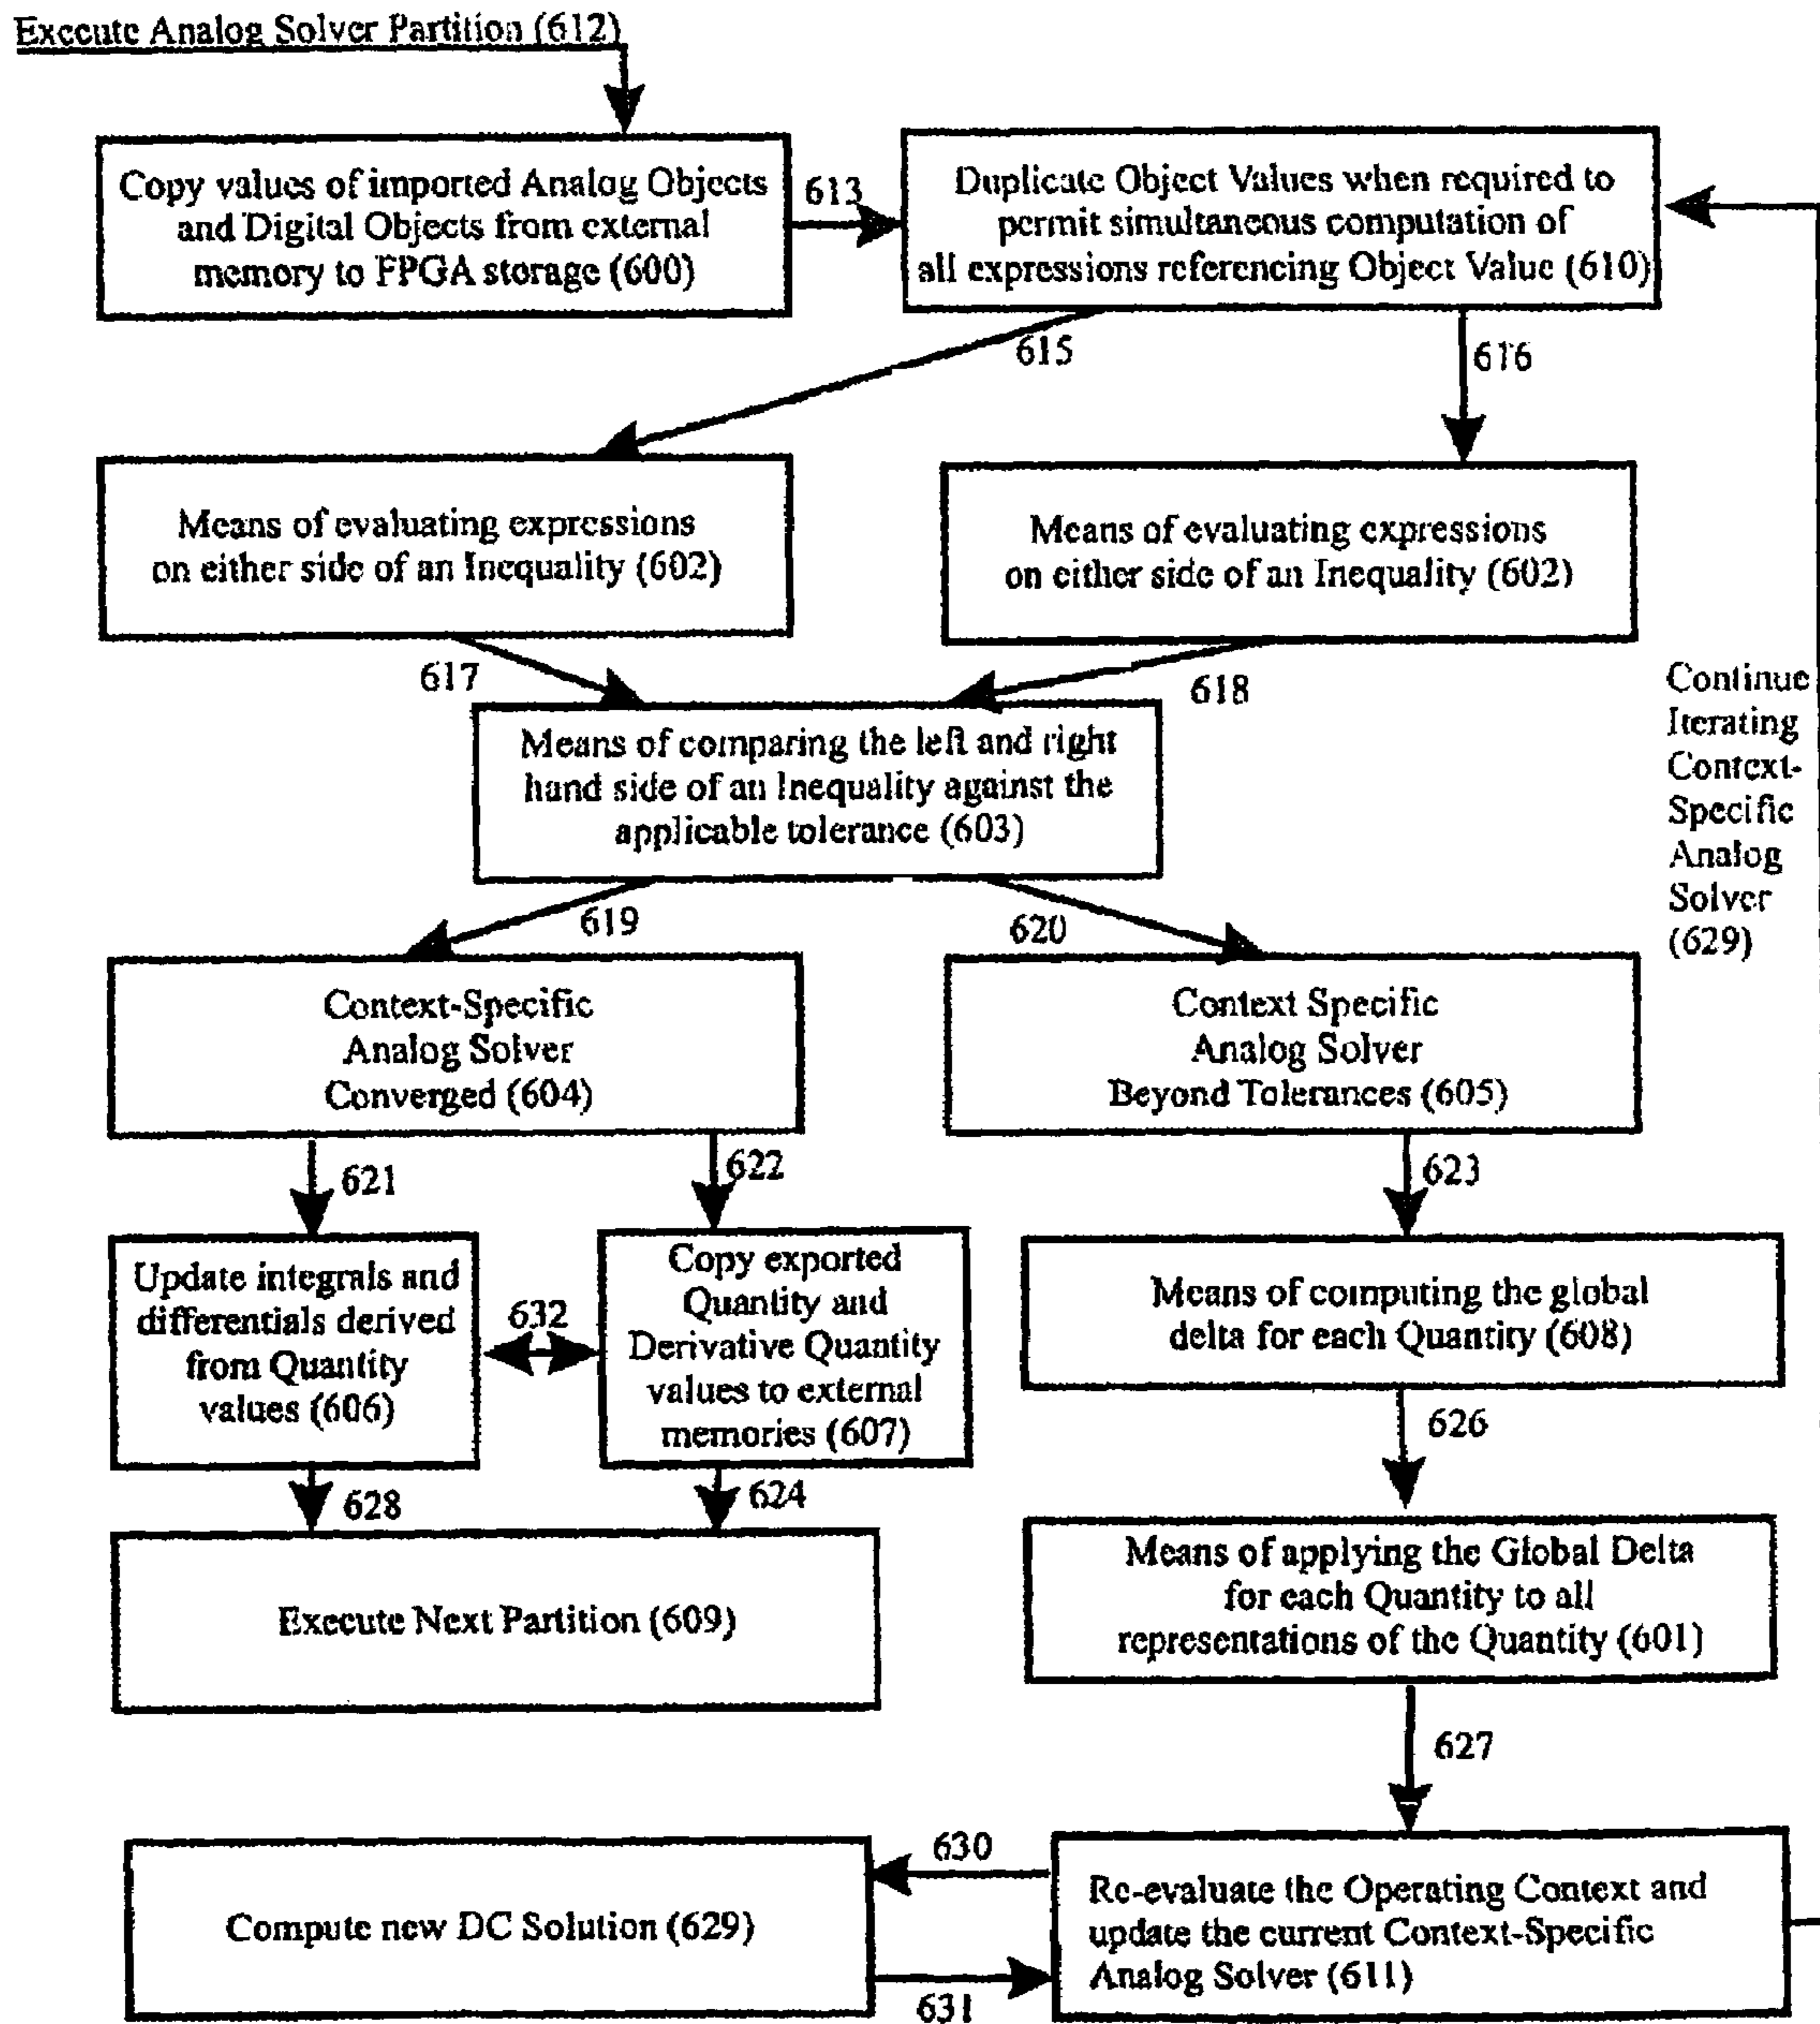 Execute Analog Solver Partition (612)
Copy values of imported Analog Objects
and Digital Objects from external
memory to FPGA storage (600)
613
Duplicate Object Values when required to
permit simultaneous computation of
all expressions referencing Object Value (610)
615
616
Means of evaluating expressions
on either side of an Inequality (602)
Means of evaluating expressions
on either side of an Inequality (602)
617
618
Continue
Iterating
Context-
Specific
Analog
Solver
(629)
Means of comparing the left and right
hand side of an Inequality against the
applicable tolerance (603)
619
620
Context-Specific
Analog Solver
Converged (604)
Context Specific
Analog Solver
Beyond Tolerances (605)
621
622
623
Update integrals and
differentials derived
from Quantity
values (606)
632
Copy exported
Quantity and
Derivative Quantity
values to external
memories (607)
Means of computing the global
delta for each Quantity (608)
626
628
624
Execute Next Partition (609)
Means of applying the Global Delta
for each Quantity to all
representations of the Quantity (601)
627
Compute new DC Solution (629)
630
631
Re-evaluate the Operating Context and
update the current Context-Specific
Analog Solver (611)